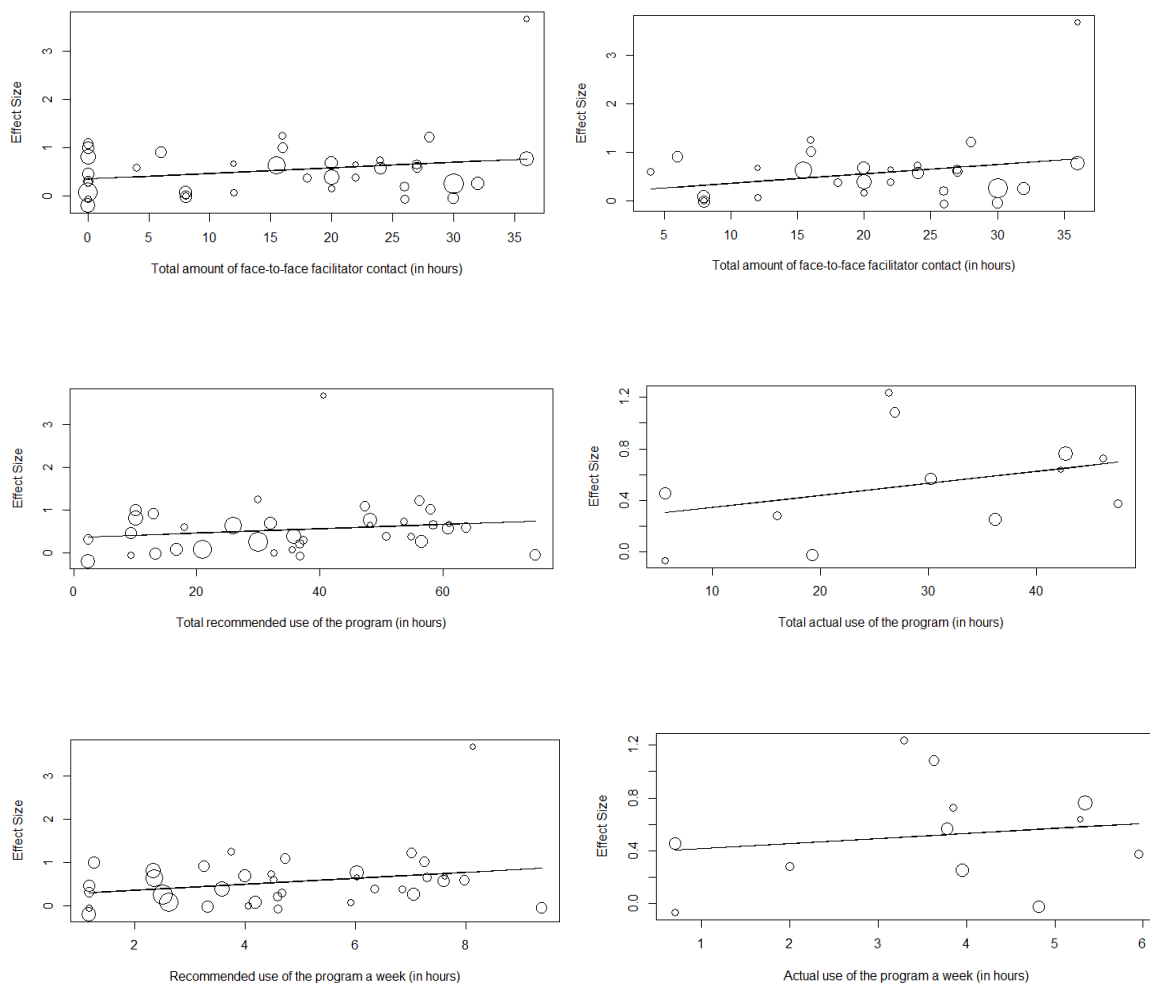 Effect Size
0 1 2 3
0 5 10 15 20 25 30 35
Total amount of face-to-face facilitator contact (in hours)
Effect Size
0 1 2 3
5 10 15 20 25 30 35
Total amount of face-to-face facilitator contact (in hours)
Effect Size
0 1 2 3
0 20 40 60
Total recommended use of the program (in hours)
Effect Size
0.0 0.4 0.8 1.2
10 20 30 40
Total actual use of the program (in hours)
Effect Size
0 1 2 3
2 4 6 8
Recommended use of the program a week (in hours)
Effect Size
0.0 0.4 0.8 1.2
1 2 3 4 5 6
Actual use of the program a week (in hours)